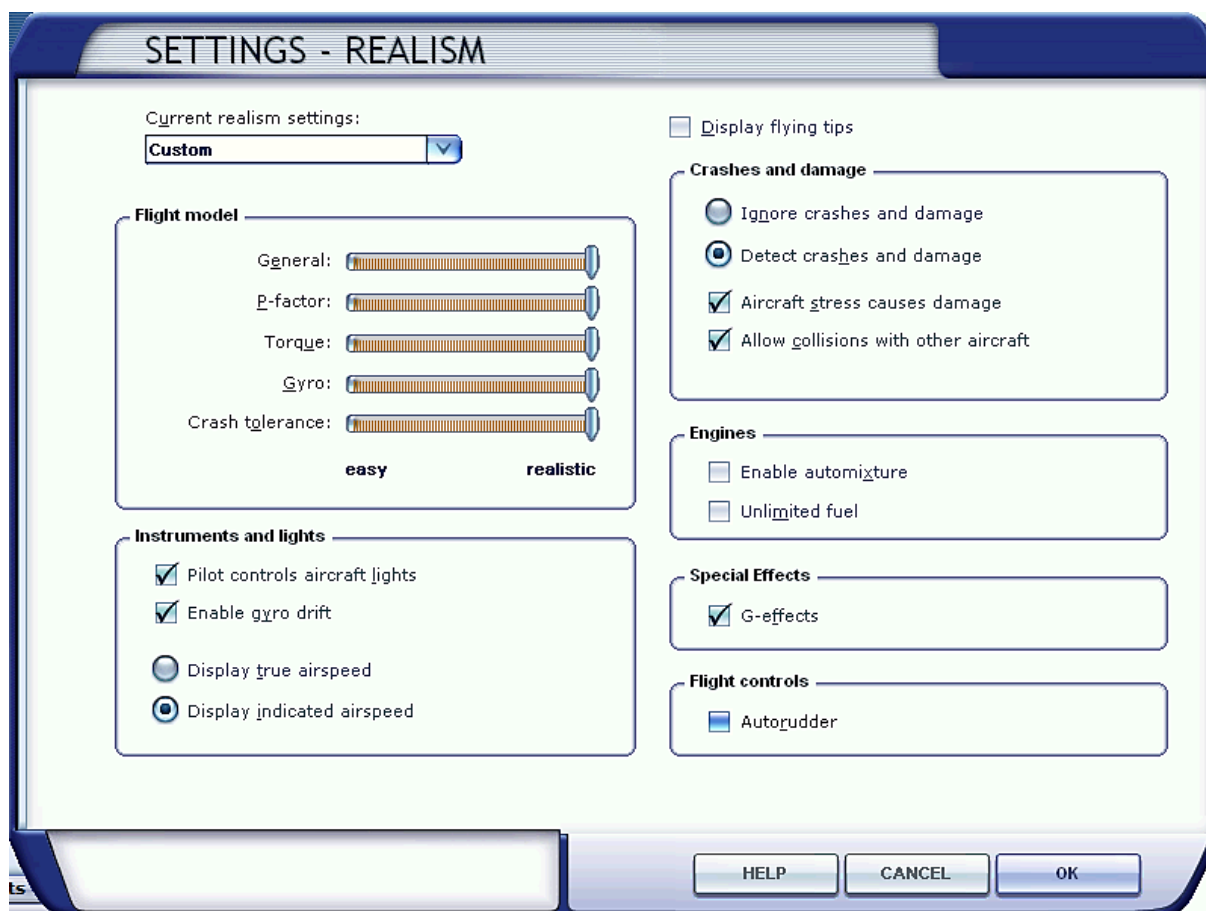 SETTINGS - REALISM
Current realism settings:
Custom
Flight model
General:
P-factor:
Torque:
Gyro:
Crash tolerance:
easy realistic
Instruments and lights
Pilot controls aircraft lights
Enable gyro drift
Display true airspeed
Display indicated airspeed
Display flying tips
Crashes and damage
Ignore crashes and damage
Detect crashes and damage
Aircraft stress causes damage
Allow collisions with other aircraft
Engines
Enable automixture
Unlimited fuel
Special Effects
G-effects
Flight controls
Autorudder
ts
HELP CANCEL OK